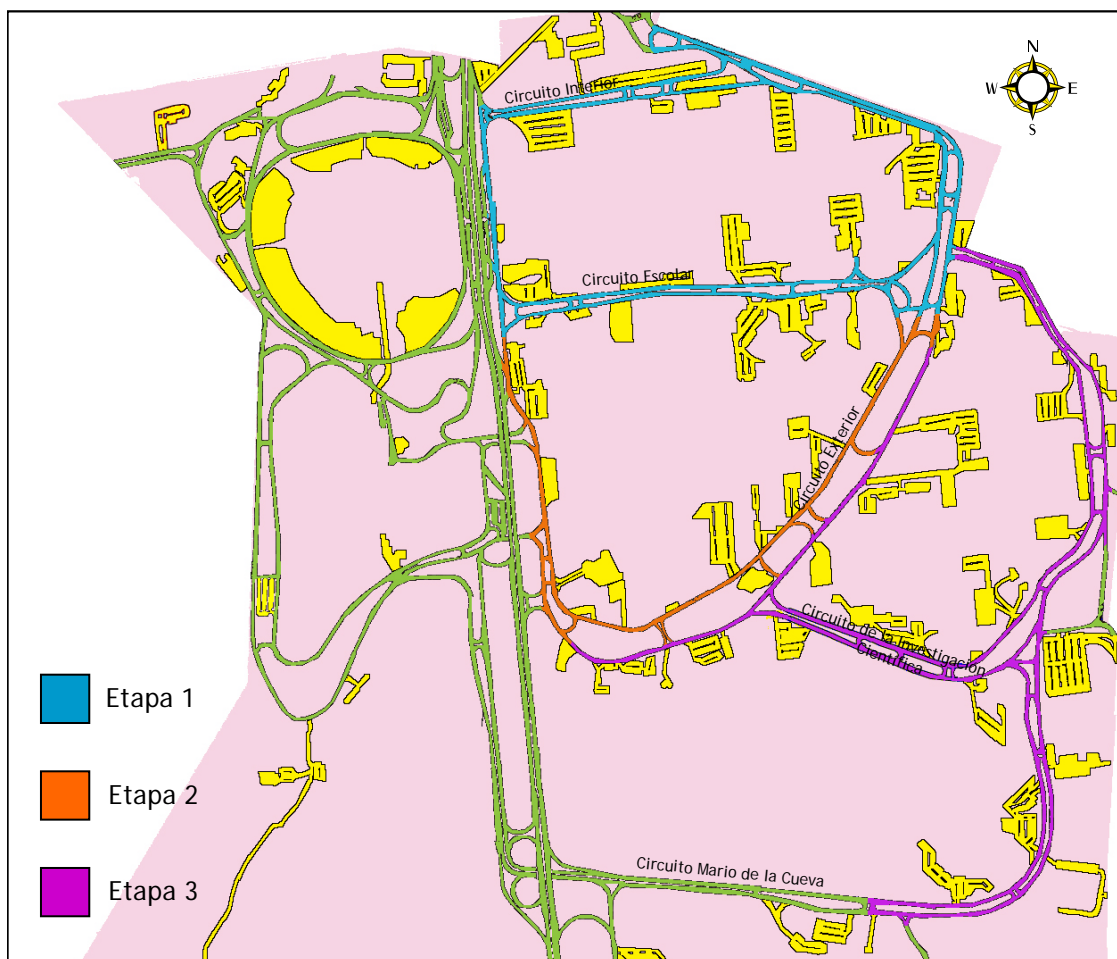 N
W E
S
Circuito Interior
Circuito Escolar
Circuito Exterior
Circuito de la Investigación
Científica
Etapa 1
Etapa 2
Etapa 3
Circuito Mario de la Cueva